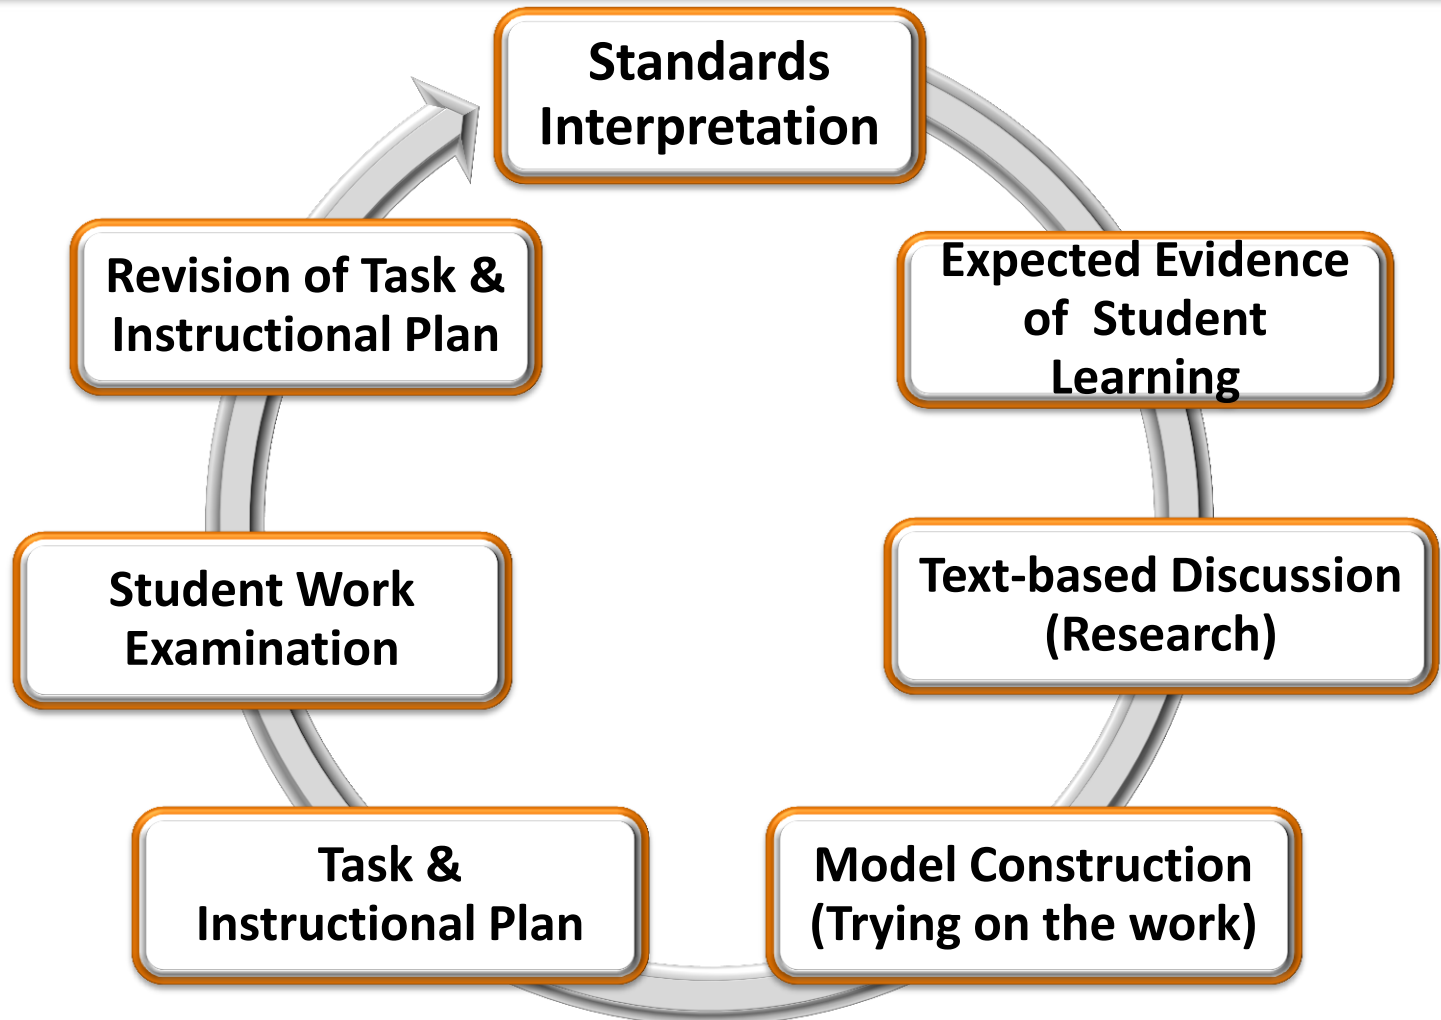 Standards
Interpretation
Expected Evidence
of  Student
Learning
Text-based Discussion
(Research)
Model Construction
(Trying on the work)
Task &
Instructional Plan
Student Work
Examination
Revision of Task &
Instructional Plan